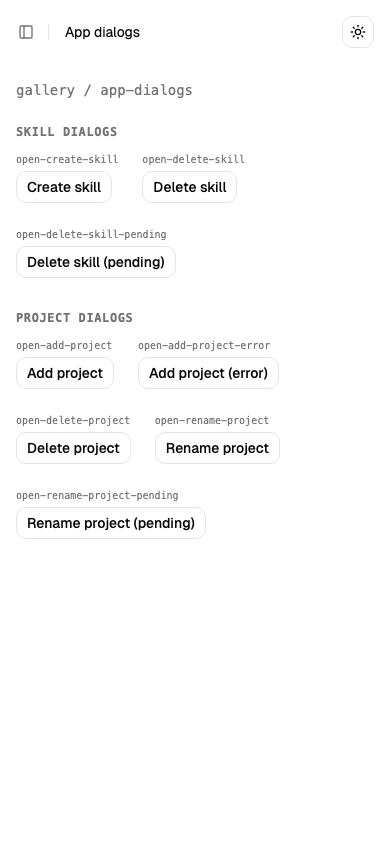 App dialogs
gallery / app-dialogs
SKILL DIALOGS
open-create-skill open-delete-skill
Create skill Delete skill
open-delete-skill-pending
Delete skill (pending)
PROJECT DIALOGS
open-add-project open-add-project-error
Add project Add project (error)
open-delete-project open-rename-project
Delete project Rename project
open-rename-project-pending
Rename project (pending)